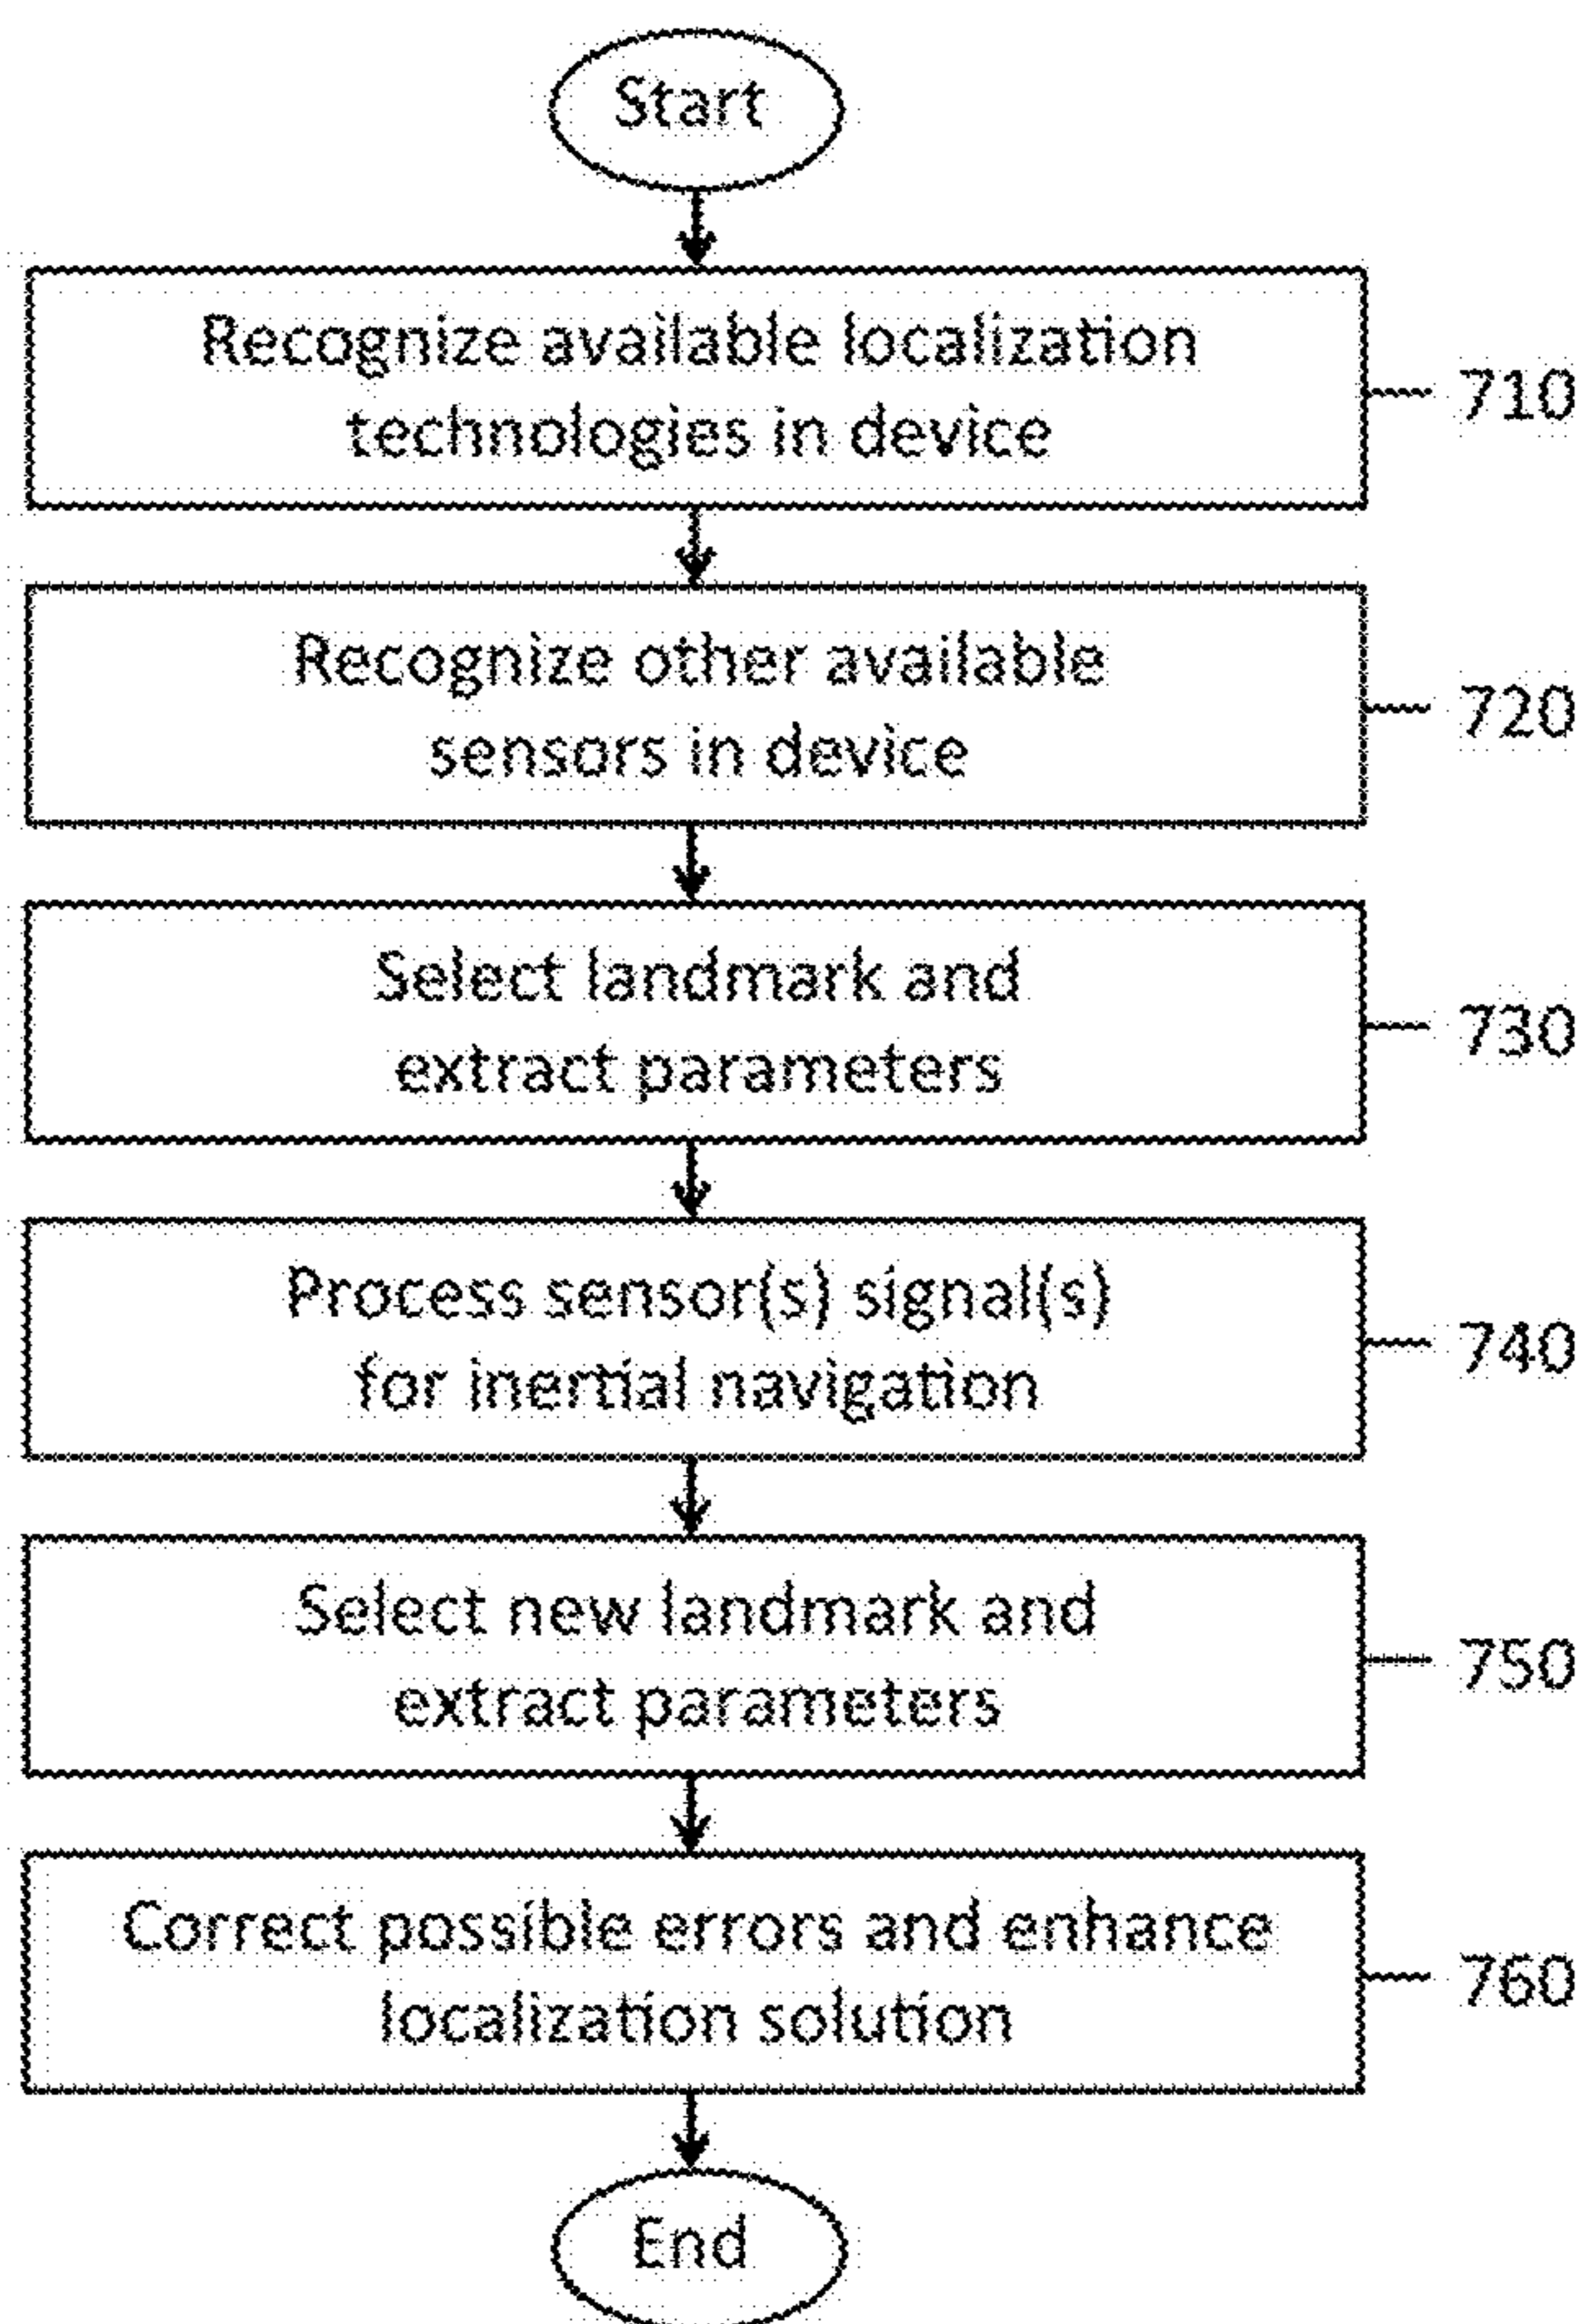 Start
Recognize available localization
technologies in device
710
Recognize other available
sensors in device
720
Select landmark and
extract parameters
730
Process sensor(s) signal(s)
for inertial navigation
740
Select new landmark and
extract parameters
750
Correct possible errors and enhance
localization solution
760
End